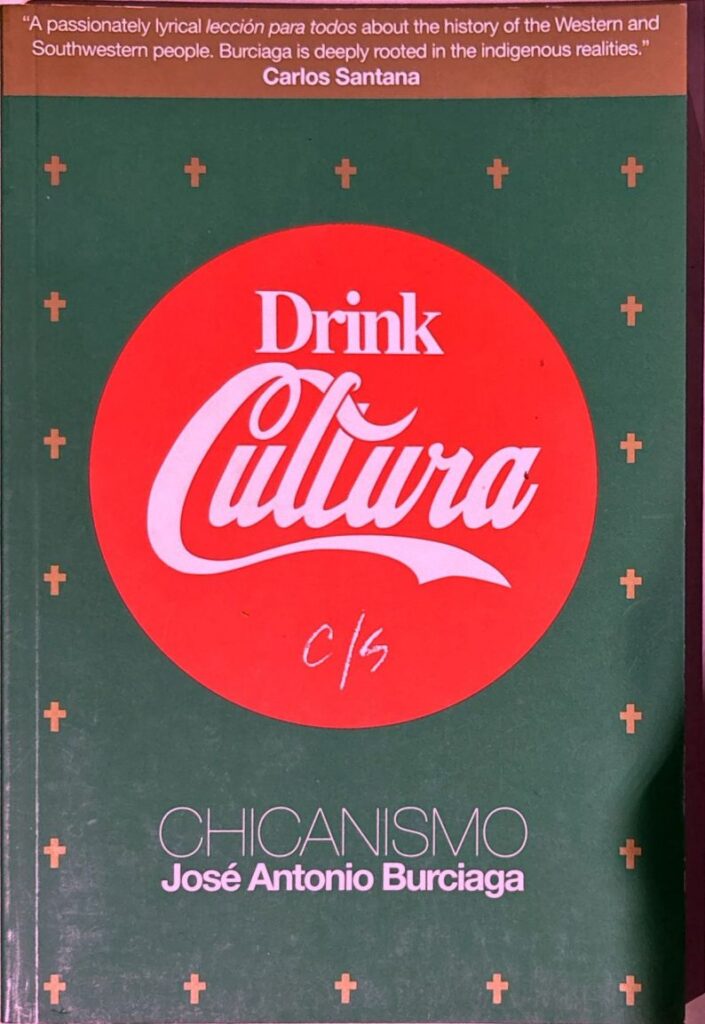 “A passionately lyrical lección para todos about the history of the Western and
Southwestern people. Burciaga is deeply rooted in the indigenous realities.”
Carlos Santana
Drink
Cultura
C/S
CHICANISMO
José Antonio Burciaga